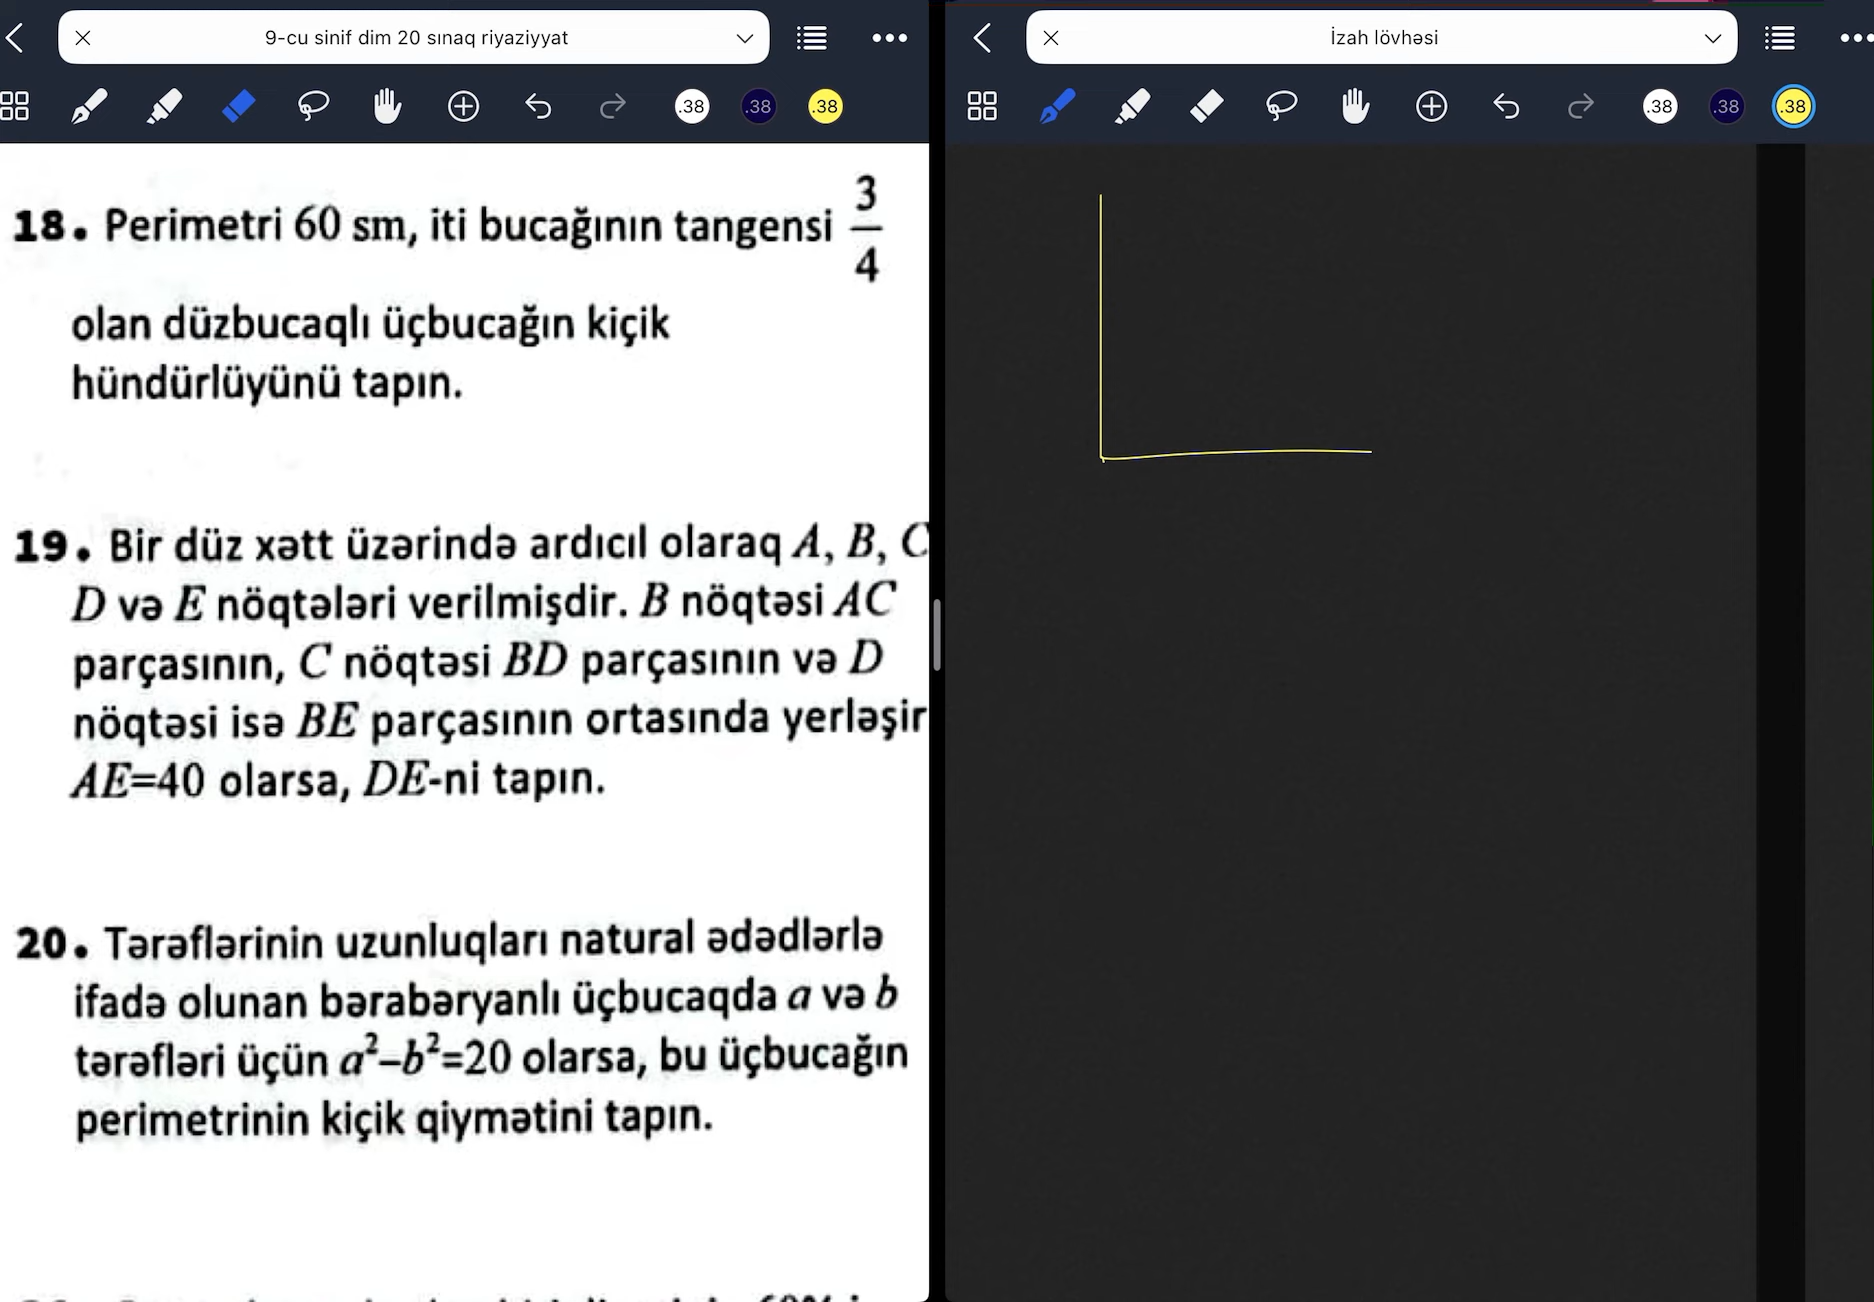 9-cu sinif dim 20 sınaq riyaziyyat
.38 .38 .38
İzah lövhəsi
.38 .38 .38
18. Perimetri 60 sm, iti bucağının tangensi 3/4
olan düzbucaqlı üçbucağın kiçik
hündürlüyünü tapın.
19. Bir düz xətt üzərində ardıcıl olaraq A, B, C
D və E nöqtələri verilmişdir. B nöqtəsi AC
parçasının, C nöqtəsi BD parçasının və D
nöqtəsi isə BE parçasının ortasında yerləşir
AE=40 olarsa, DE-ni tapın.
20. Tərəflərinin uzunluqları natural ədədlərlə
ifadə olunan bərabəryanlı üçbucaqda a və b
tərəfləri üçün a²–b²=20 olarsa, bu üçbucağın
perimetrinin kiçik qiymətini tapın.